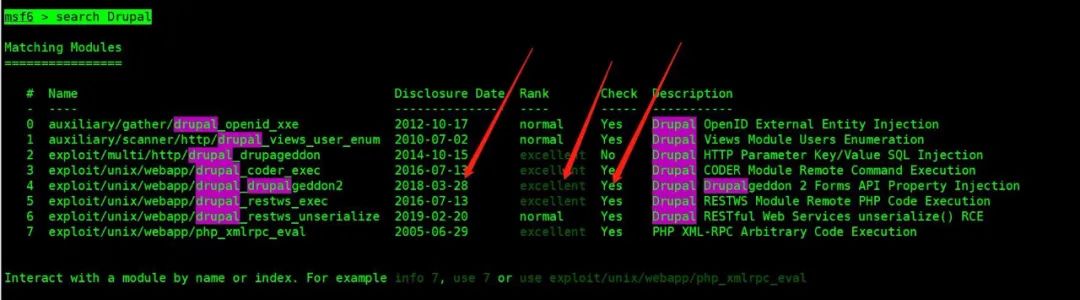 msf6 > search Drupal
Matching Modules
================
# Name Disclosure Date Rank Check Description
- ---- --------------- ---- ----- -----------
0 auxiliary/gather/drupal_openid_xxe 2012-10-17 normal Yes Drupal OpenID External Entity Injection
1 auxiliary/scanner/http/drupal_views_user_enum 2010-07-02 normal Yes Drupal Views Module Users Enumeration
2 exploit/multi/http/drupal_drupageddon 2014-10-15 excellent No Drupal HTTP Parameter Key/Value SQL Injection
3 exploit/unix/webapp/drupal_coder_exec 2016-07-13 excellent Yes Drupal CODER Module Remote Command Execution
4 exploit/unix/webapp/drupal_drupalgeddon2 2018-03-28 excellent Yes Drupal Drupalgeddon 2 Forms API Property Injection
5 exploit/unix/webapp/drupal_restws_exec 2016-07-13 excellent Yes Drupal RESTWS Module Remote PHP Code Execution
6 exploit/unix/webapp/drupal_restws_unserialize 2019-02-20 normal Yes Drupal RESTful Web Services unserialize() RCE
7 exploit/unix/webapp/php_xmlrpc_eval 2005-06-29 excellent Yes PHP XML-RPC Arbitrary Code Execution
Interact with a module by name or index. For example info 7, use 7 or use exploit/unix/webapp/php_xmlrpc_eval